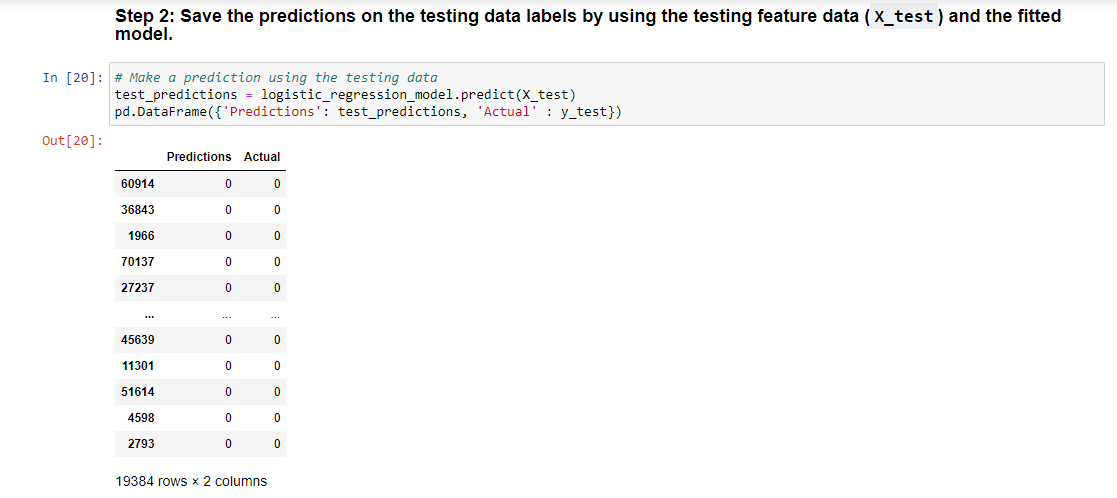 Step 2: Save the predictions on the testing data labels by using the testing feature data ( X_test ) and the fitted
model.
In [20]: # Make a prediction using the testing data
test_predictions = logistic_regression_model.predict(X_test)
pd.DataFrame({'Predictions': test_predictions, 'Actual' : y_test})
Out[20]:
Predictions Actual
60914 0 0
36843 0 0
1966 0 0
70137 0 0
27237 0 0
... ... ...
45639 0 0
11301 0 0
51614 0 0
4598 0 0
2793 0 0
19384 rows × 2 columns